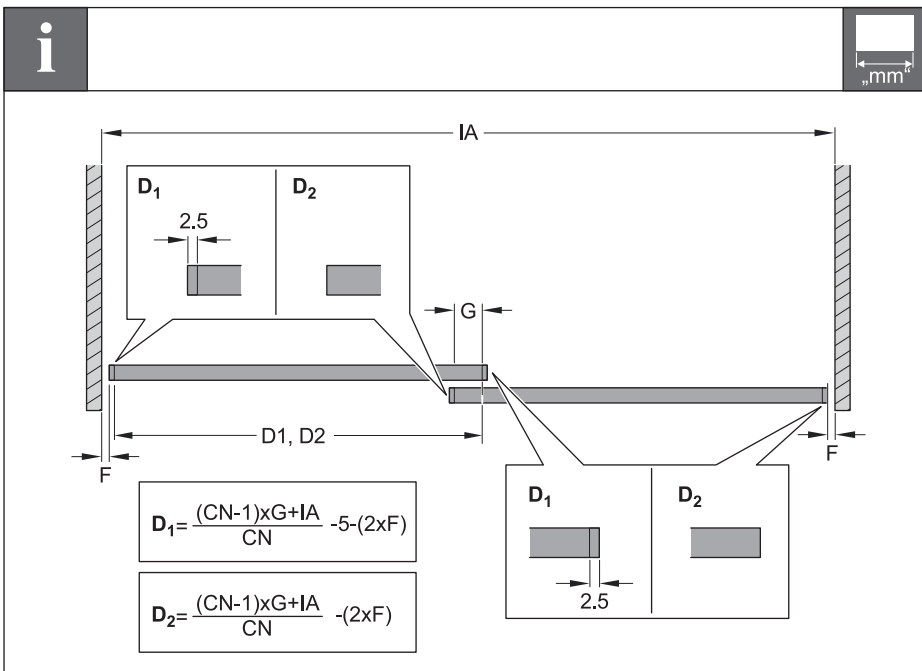 i
„mm“
IA
D₁
D₂
2.5
G
D1, D2
F
F
D₁= (CN-1)xG+IA / CN -5-(2xF)
D₂= (CN-1)xG+IA / CN -(2xF)
D₁
D₂
2.5